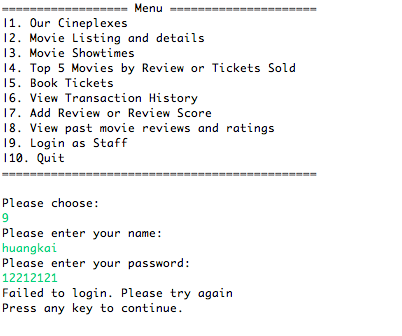 ================== Menu =====================
|1. Our Cineplexes
|2. Movie Listing and details
|3. Movie Showtimes
|4. Top 5 Movies by Review or Tickets Sold
|5. Book Tickets
|6. View Transaction History
|7. Add Review or Review Score
|8. View past movie reviews and ratings
|9. Login as Staff
|10. Quit
=============================================
Please choose:
9
Please enter your name:
huangkai
Please enter your password:
12212121
Failed to login. Please try again
Press any key to continue.